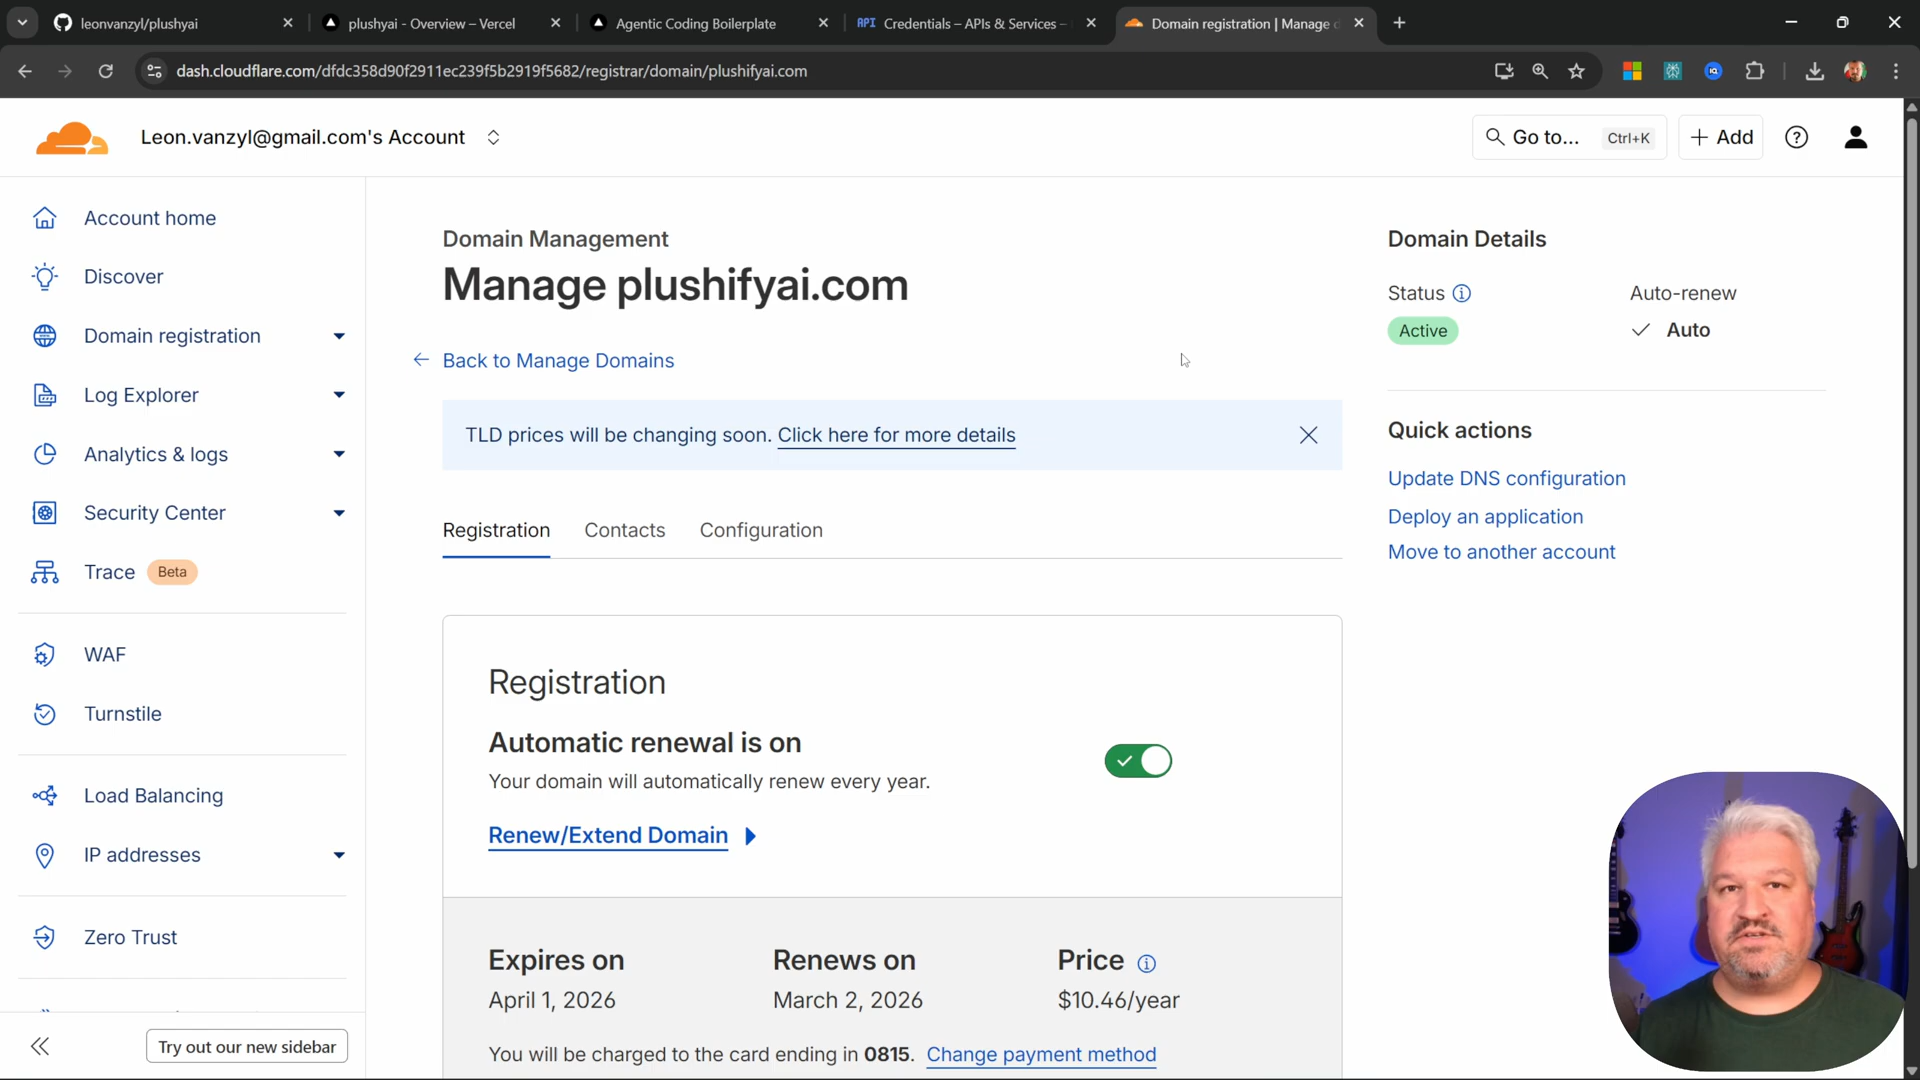 leonvanzyl/plushyai
plushyai - Overview – Vercel
Agentic Coding Boilerplate
API
Credentials – APIs & Services –
Domain registration | Manage
dash.cloudflare.com/dfdc358d90f2911ec239f5b2919f5682/registrar/domain/plushifyai.com
Leon.vanzyl@gmail.com's Account
Go to...
Ctrl+K
Add
Account home
Discover
Domain registration
Log Explorer
Analytics & logs
Security Center
Trace
Beta
WAF
Turnstile
Load Balancing
IP addresses
Zero Trust
Try out our new sidebar
Domain Management
Manage plushifyai.com
Back to Manage Domains
TLD prices will be changing soon. Click here for more details
Registration
Contacts
Configuration
Registration
Automatic renewal is on
Your domain will automatically renew every year.
Renew/Extend Domain
Expires on
April 1, 2026
Renews on
March 2, 2026
Price
$10.46/year
You will be charged to the card ending in 0815. Change payment method
Domain Details
Status
Active
Auto-renew
Auto
Quick actions
Update DNS configuration
Deploy an application
Move to another account